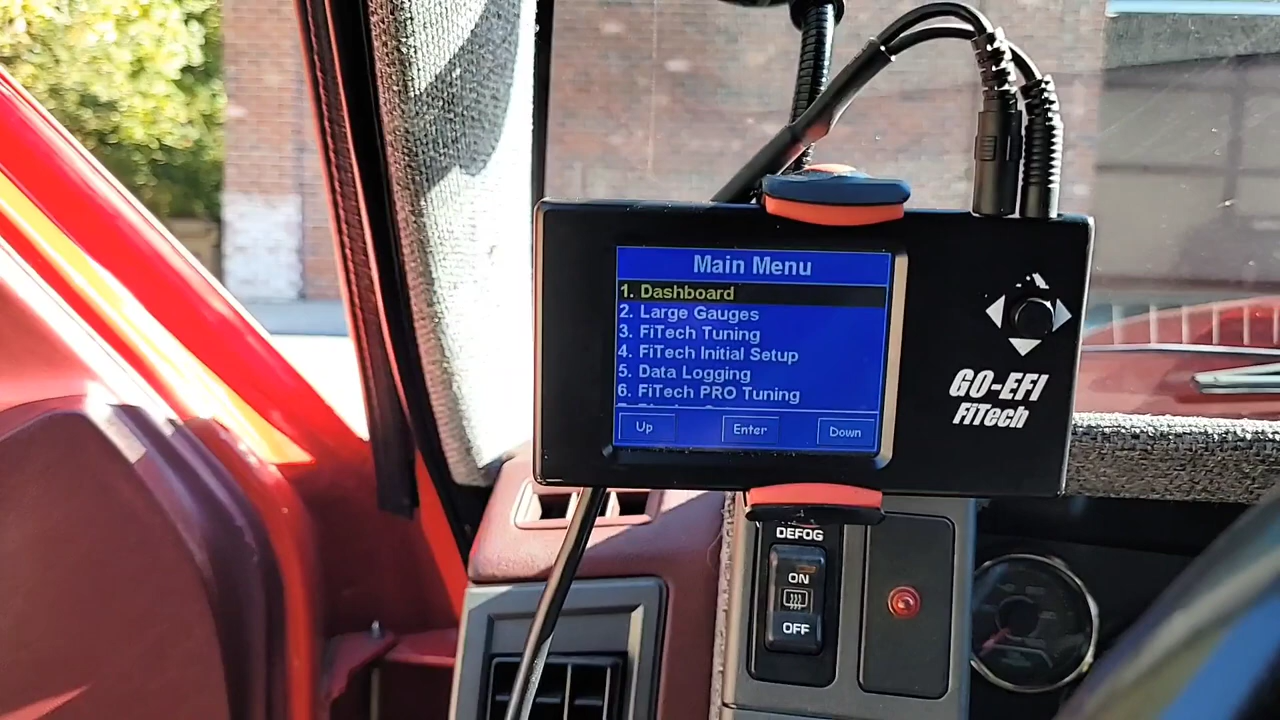 Main Menu
1. Dashboard
2. Large Gauges
3. FiTech Tuning
4. FiTech Initial Setup
5. Data Logging
6. FiTech PRO Tuning
Up
Enter
Down
GO-EFI
FiTech
DEFOG
ON
OFF